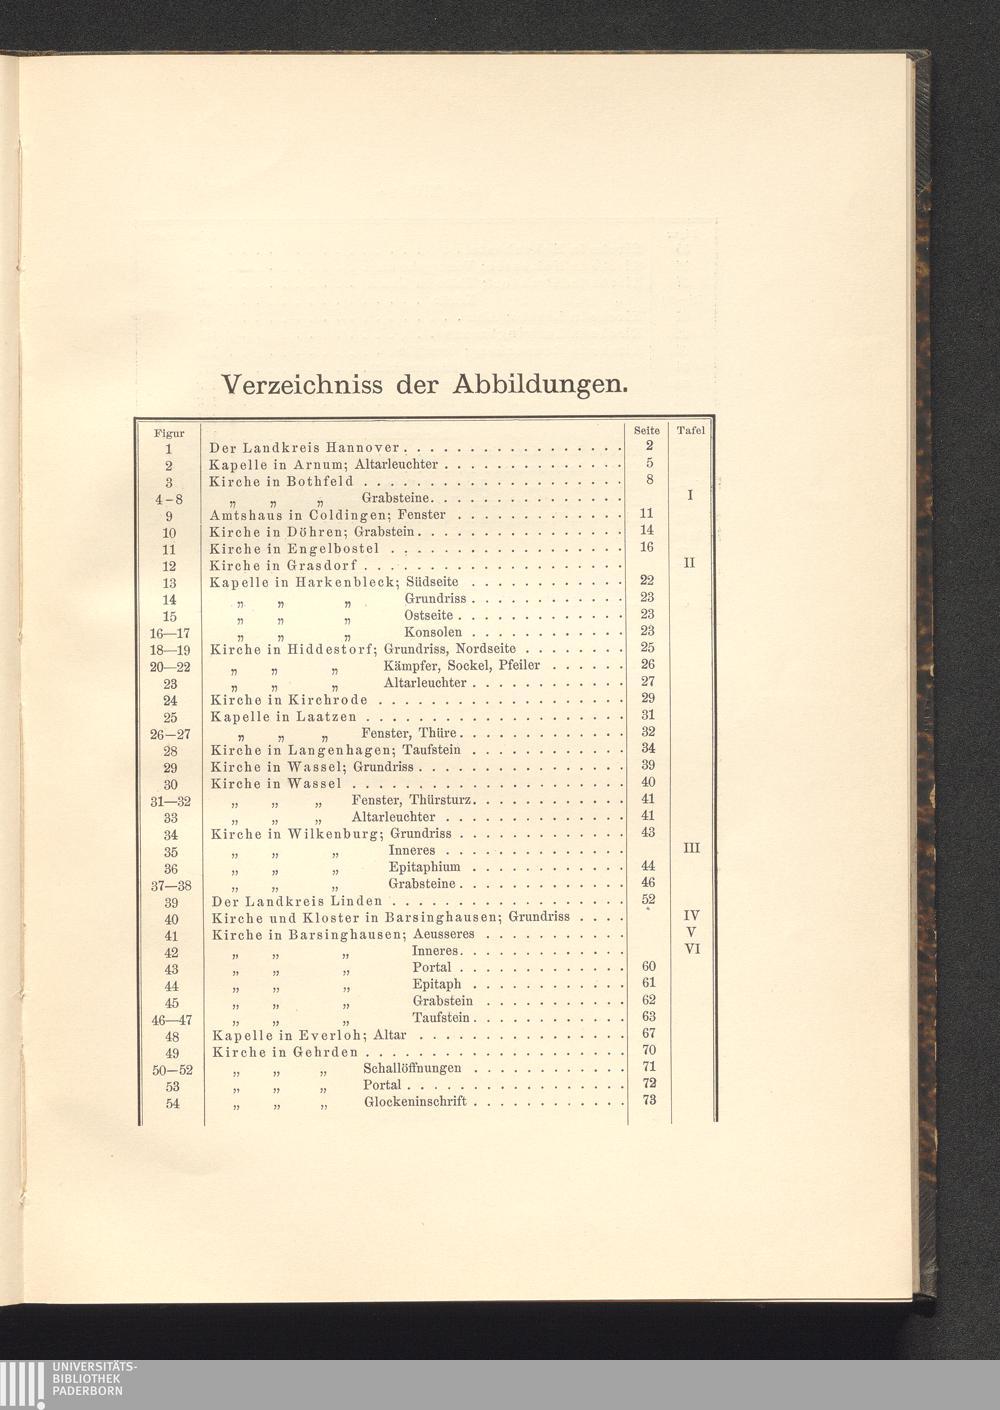 Verzeichniss der Abbildungen.
Figur Seite Tafel
1 Der Landkreis Hannover . . . . . . . . . . . . . . . . . 2
2 Kapelle in Arnum; Altarleuchter . . . . . . . . . . . . . . 5
3 Kirche in Bothfeld . . . . . . . . . . . . . . . . . . . . 8
4–8 „ „ „ Grabsteine . . . . . . . . . . . . . . . I
9 Amtshaus in Coldingen; Fenster . . . . . . . . . . . . . 11
10 Kirche in Döhren; Grabstein . . . . . . . . . . . . . . . . 14
11 Kirche in Engelbostel . . . . . . . . . . . . . . . . . . 16
12 Kirche in Grasdorf . . . . . . . . . . . . . . . . . . . . II
13 Kapelle in Harkenbleck; Südseite . . . . . . . . . . . . 22
14 „ „ „ Grundriss . . . . . . . . . . . . 23
15 „ „ „ Ostseite . . . . . . . . . . . . . 23
16—17 „ „ „ Konsolen . . . . . . . . . . . . 23
18—19 Kirche in Hiddestorf; Grundriss, Nordseite . . . . . . . . 25
20—22 „ „ „ Kämpfer, Sockel, Pfeiler . . . . . . 26
23 „ „ „ Altarleuchter . . . . . . . . . . . . 27
24 Kirche in Kirchrode . . . . . . . . . . . . . . . . . . . 29
25 Kapelle in Laatzen . . . . . . . . . . . . . . . . . . . . 31
26–27 „ „ „ Fenster, Thüre . . . . . . . . . . . . . 32
28 Kirche in Langenhagen; Taufstein . . . . . . . . . . . . 34
29 Kirche in Wassel; Grundriss . . . . . . . . . . . . . . . . 39
30 Kirche in Wassel . . . . . . . . . . . . . . . . . . . . . 40
31—32 „ „ „ Fenster, Thürsturz . . . . . . . . . . . . 41
33 „ „ „ Altarleuchter . . . . . . . . . . . . . . 41
34 Kirche in Wilkenburg; Grundriss . . . . . . . . . . . . . 43
35 „ „ „ Inneres . . . . . . . . . . . . . . III
36 „ „ „ Epitaphium . . . . . . . . . . . . 44
37—38 „ „ „ Grabsteine . . . . . . . . . . . . . 46
39 Der Landkreis Linden . . . . . . . . . . . . . . . . . . 52
40 Kirche und Kloster in Barsinghausen; Grundriss . . . . IV
41 Kirche in Barsinghausen; Aeusseres . . . . . . . . . . . V
42 „ „ „ Inneres . . . . . . . . . . . . . VI
43 „ „ „ Portal . . . . . . . . . . . . . 60
44 „ „ „ Epitaph . . . . . . . . . . . . 61
45 „ „ „ Grabstein . . . . . . . . . . . 62
46—47 „ „ „ Taufstein . . . . . . . . . . . . 63
48 Kapelle in Everloh; Altar . . . . . . . . . . . . . . . . 67
49 Kirche in Gehrden . . . . . . . . . . . . . . . . . . . . 70
50–52 „ „ „ Schallöffnungen . . . . . . . . . . . . 71
53 „ „ „ Portal . . . . . . . . . . . . . . . . . 72
54 „ „ „ Glockeninschrift . . . . . . . . . . . . 73
UNIVERSITÄTS-
BIBLIOTHEK
PADERBORN